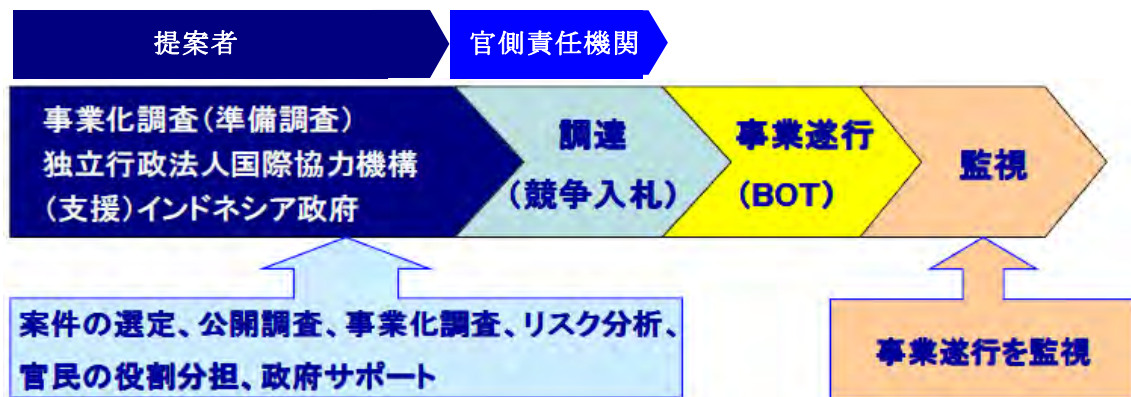 提案者
官側責任機関
事業化調査（準備調査）
独立行政法人国際協力機構
（支援）インドネシア政府
調達
（競争入札）
事業遂行
（BOT）
監視
案件の選定、公開調査、事業化調査、リスク分析、
官民の役割分担、政府サポート
事業遂行を監視